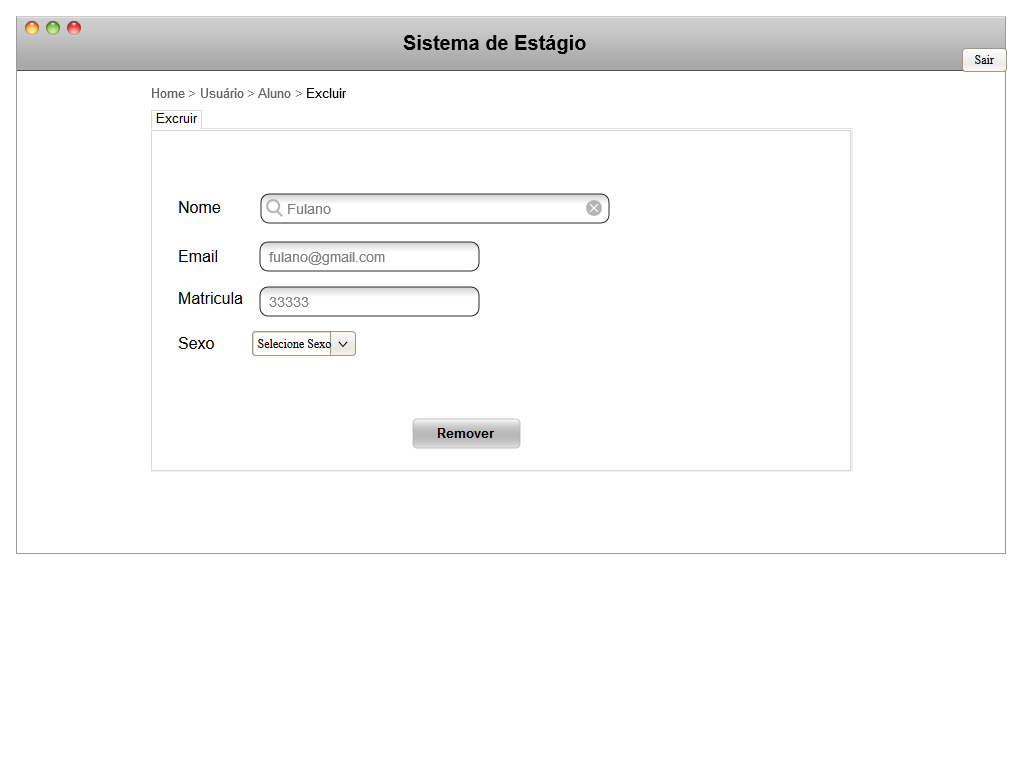 Sistema de Estágio
Sair
Home > Usuário > Aluno > Excluir
Excruir
Nome Fulano
Email fulano@gmail.com
Matricula 33333
Sexo Selecione Sexo
Remover